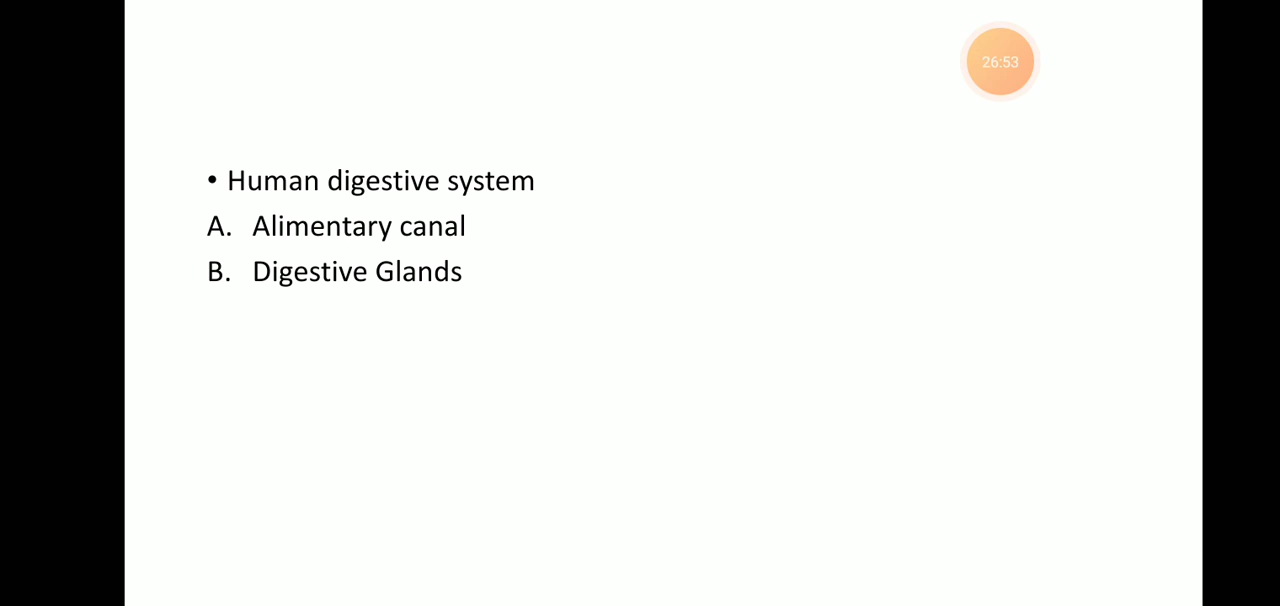 26:53
• Human digestive system
A. Alimentary canal
B. Digestive Glands